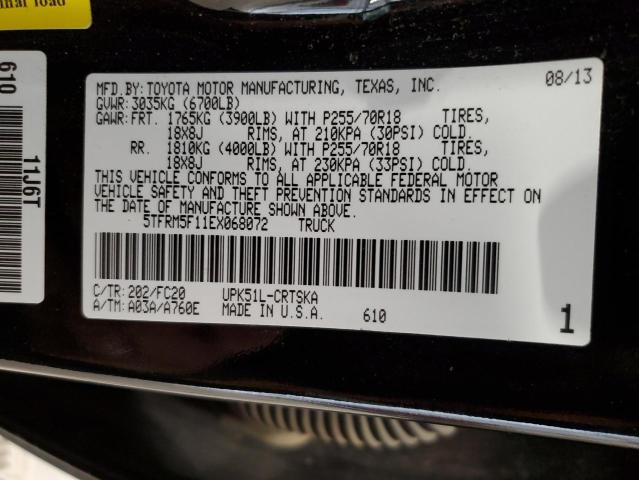 inal load
610 11J6T
MFD.BY:TOYOTA MOTOR MANUFACTURING, TEXAS, INC. 08/13
GVWR:3035KG (6700LB)
GAWR:FRT. 1765KG (3900LB) WITH P255/70R18 TIRES,
18X8J RIMS, AT 210KPA (30PSI) COLD.
RR. 1810KG (4000LB) WITH P255/70R18 TIRES,
18X8J RIMS, AT 230KPA (33PSI) COLD.
THIS VEHICLE CONFORMS TO ALL APPLICABLE FEDERAL MOTOR
VEHICLE SAFETY AND THEFT PREVENTION STANDARDS IN EFFECT ON
THE DATE OF MANUFACTURE SHOWN ABOVE.
5TFRM5F11EX068072 TRUCK
C/TR:202/FC20 UPK51L-CRTSKA
A/TM:A03A/A760E MADE IN U.S.A. 610 1